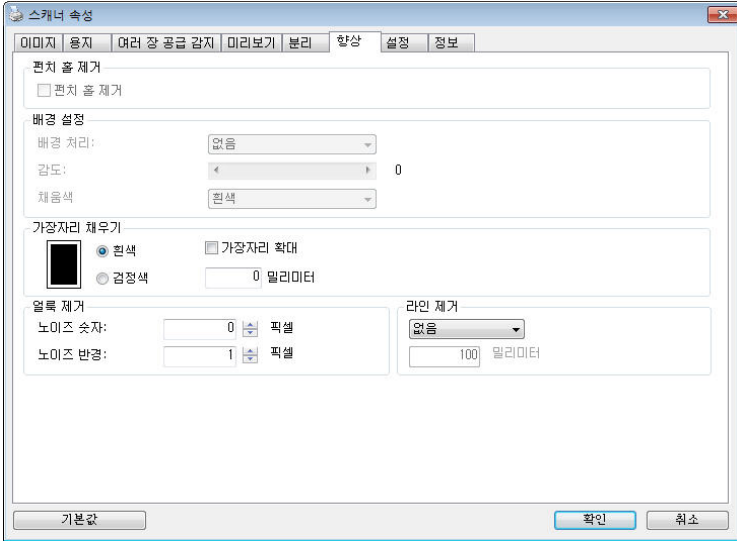 스캐너 속성
이미지 용지 여러 장 공급 감지 미리보기 분리 향상 설정 정보
펀치 홀 제거
펀치 홀 제거
배경 설정
배경 처리: 없음
감도: 0
채움색 흰색
가장자리 채우기
흰색 가장자리 확대
검정색 0 밀리미터
얼룩 제거 라인 제거
노이즈 숫자: 0 픽셀 없음
노이즈 반경: 1 픽셀 100 밀리미터
기본값 확인 취소